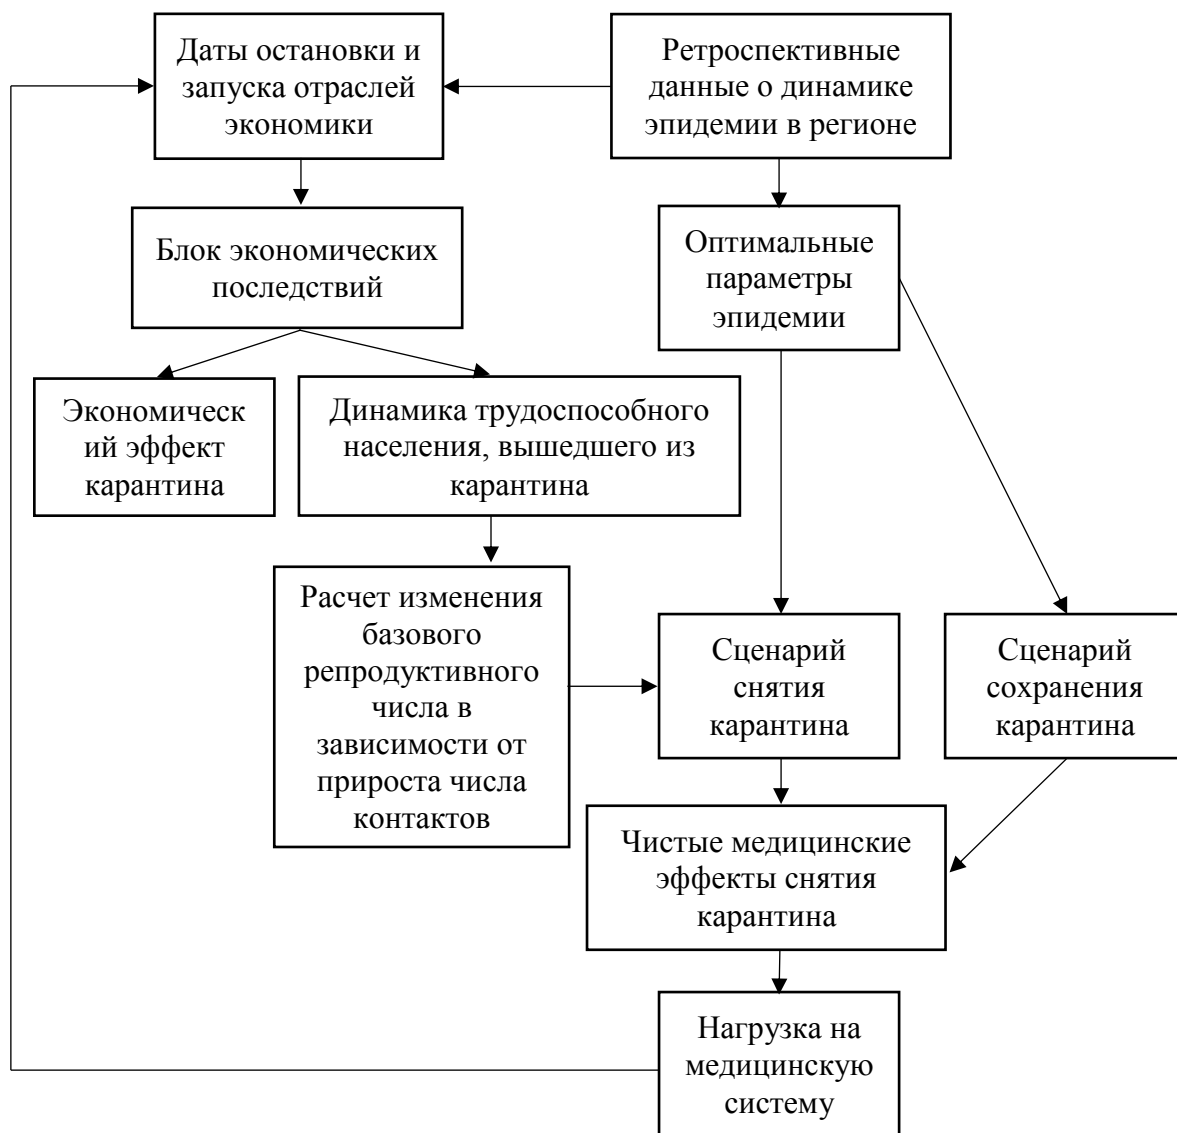 Даты остановки и
запуска отраслей
экономики
Ретроспективные
данные о динамике
эпидемии в регионе
Блок экономических
последствий
Оптимальные
параметры
эпидемии
Экономическ
ий эффект
карантина
Динамика трудоспособного
населения, вышедшего из
карантина
Расчет изменения
базового
репродуктивного
числа в
зависимости от
прироста числа
контактов
Сценарий
снятия
карантина
Сценарий
сохранения
карантина
Чистые медицинские
эффекты снятия
карантина
Нагрузка на
медицинскую
систему